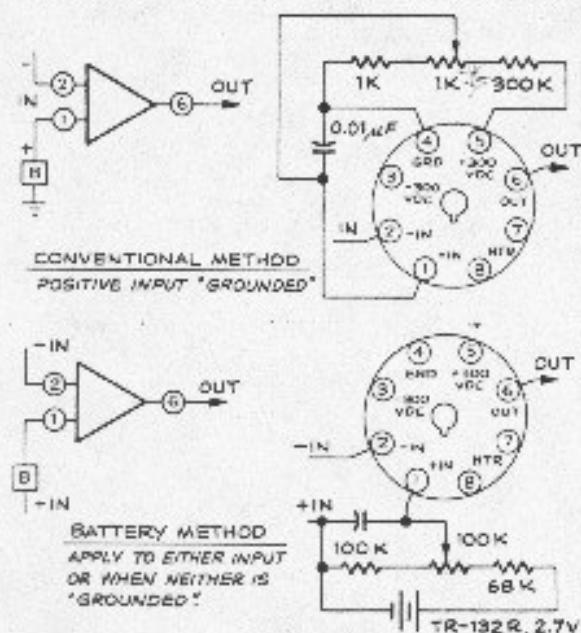 -
②
IN
①
+
B
⑥
OUT
1K
1K
300K
0.01µF
④
GRD
⑤
+300
VDC
③
-300
VDC
⑥
OUT
OUT
IN
②
-IN
⑦
HTR
①
+IN
⑧
CONVENTIONAL METHOD
POSITIVE INPUT "GROUNDED"
-IN
②
①
⑥
OUT
B
+IN
④
GND
⑤
VDC
③
VDC
⑥
OUT
OUT
-IN
②
-IN
⑦
HTR
①
+IN
⑧
BATTERY METHOD
APPLY TO EITHER INPUT
OR WHEN NEITHER IS
"GROUNDED".
+IN
100K
100K
68K
TR-132R, 2.7V